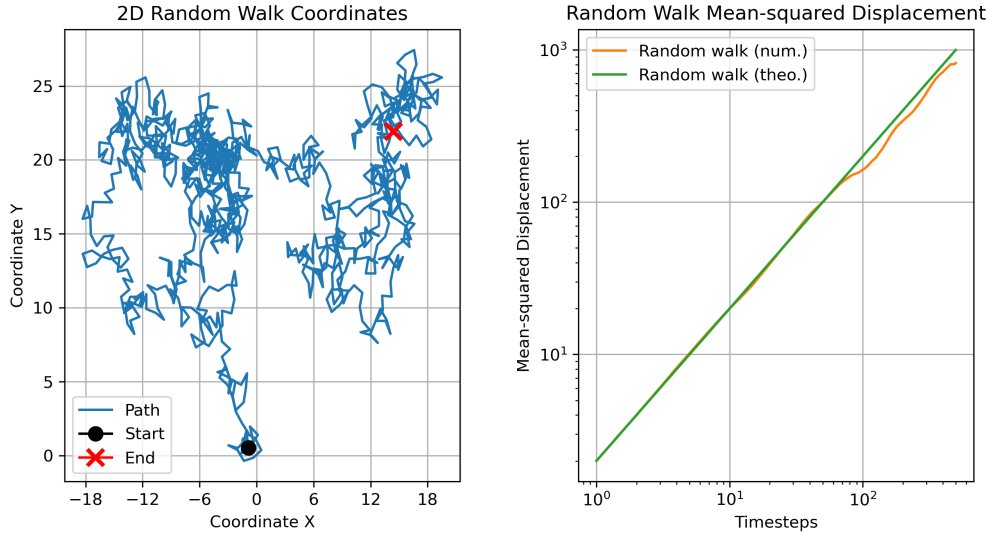 2D Random Walk Coordinates
Coordinate Y
25
20
15
10
5
0
−18 −12 −6 0 6 12 18
Coordinate X
Path
Start
End
Random Walk Mean-squared Displacement
Mean-squared Displacement
10³
10²
10¹
10⁰ 10¹ 10²
Timesteps
Random walk (num.)
Random walk (theo.)